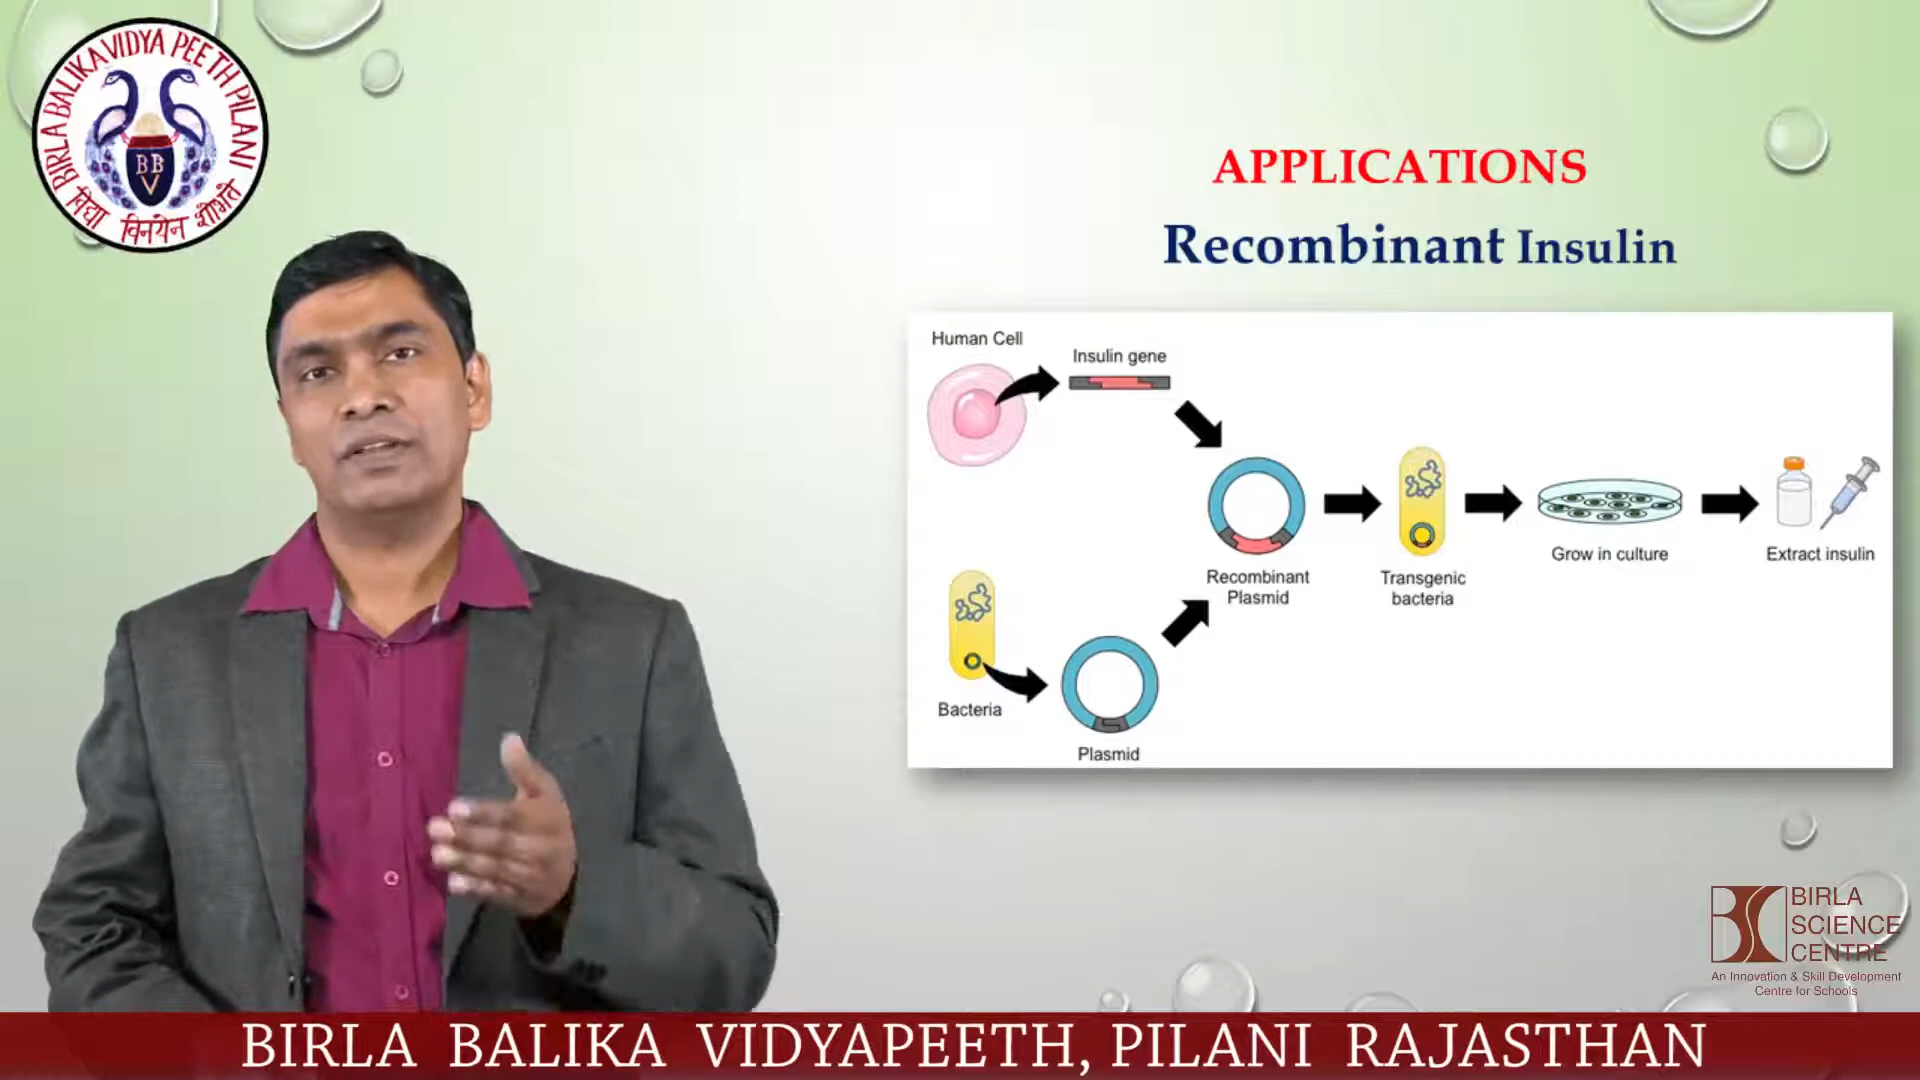 BIRLA BALIKA VIDYA PEETH PILANI
BB
V
विद्या विनयेन शोभते
APPLICATIONS
Recombinant Insulin
Human Cell
Insulin gene
Recombinant
Plasmid
Transgenic
bacteria
Grow in culture
Extract insulin
Bacteria
Plasmid
BIRLA
SCIENCE
CENTRE
An Innovation & Skill Development
Centre for Schools
BIRLA BALIKA VIDYAPEETH, PILANI RAJASTHAN